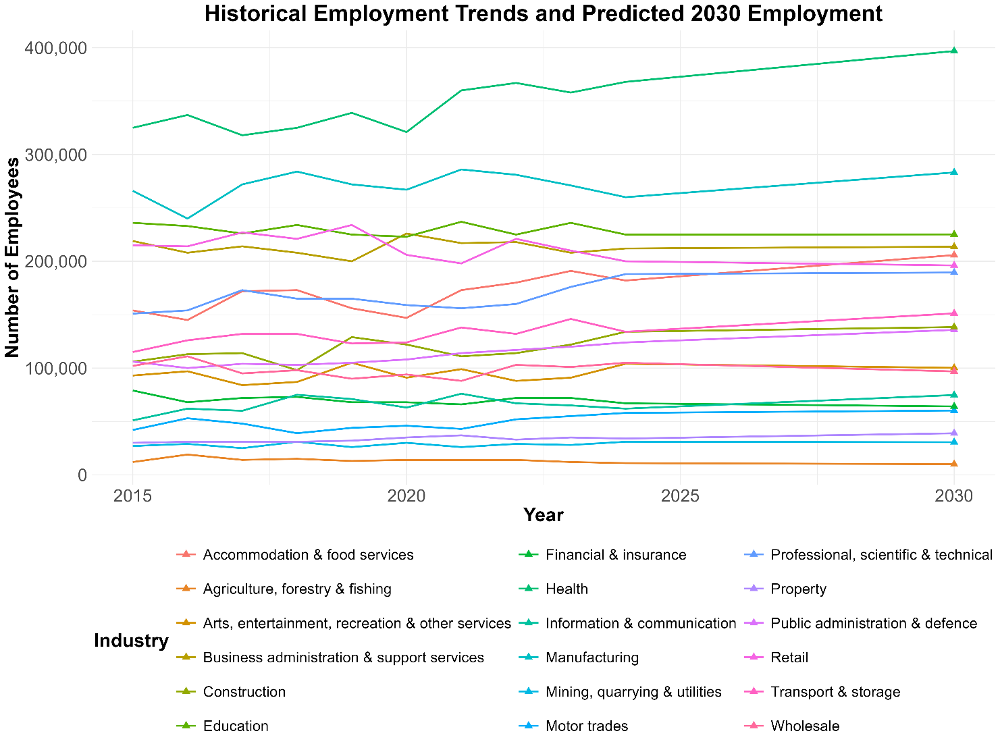 Historical Employment Trends and Predicted 2030 Employment
400,000
300,000
200,000
100,000
0
Number of Employees
2015 2020 2025 2030
Year
Industry
Accommodation & food services
Agriculture, forestry & fishing
Arts, entertainment, recreation & other services
Business administration & support services
Construction
Education
Financial & insurance
Health
Information & communication
Manufacturing
Mining, quarrying & utilities
Motor trades
Professional, scientific & technical
Property
Public administration & defence
Retail
Transport & storage
Wholesale